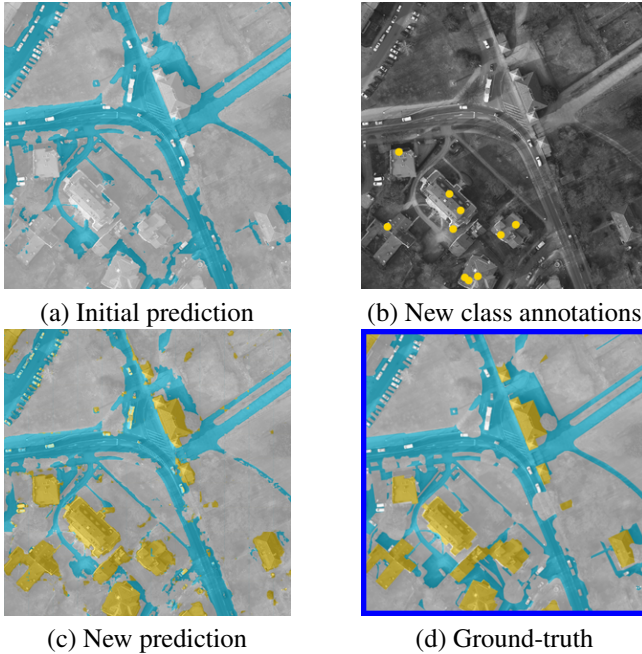 (a) Initial prediction
(b) New class annotations
(c) New prediction
(d) Ground-truth